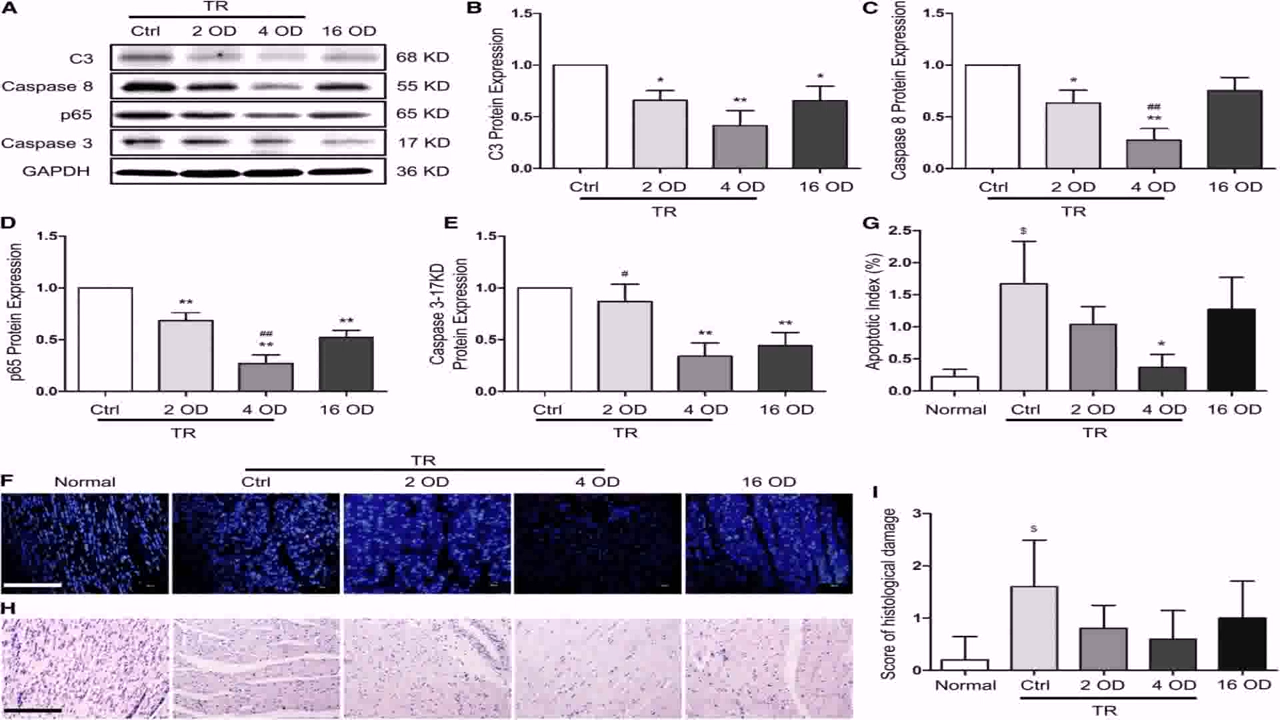 A
TR
Ctrl 2 OD 4 OD 16 OD
C3 68 KD
Caspase 8 55 KD
p65 65 KD
Caspase 3 17 KD
GAPDH 36 KD
B
C3 Protein Expression
1.5
1.0
0.5
0.0
*
**
*
Ctrl 2 OD 4 OD 16 OD
TR
C
Caspase 8 Protein Expression
1.5
1.0
0.5
0.0
*
##
**
Ctrl 2 OD 4 OD 16 OD
TR
D
p65 Protein Expression
1.5
1.0
0.5
0.0
**
##
**
**
Ctrl 2 OD 4 OD 16 OD
TR
E
Caspase 3-17KD
Protein Expression
1.5
1.0
0.5
0.0
#
**
**
Ctrl 2 OD 4 OD 16 OD
TR
G
Apoptotic Index (%)
2.5
2.0
1.5
1.0
0.5
0.0
$
*
Normal Ctrl 2 OD 4 OD 16 OD
TR
F
TR
Normal Ctrl 2 OD 4 OD 16 OD
H
I
Score of histological damage
3
2
1
0
$
Normal Ctrl 2 OD 4 OD 16 OD
TR